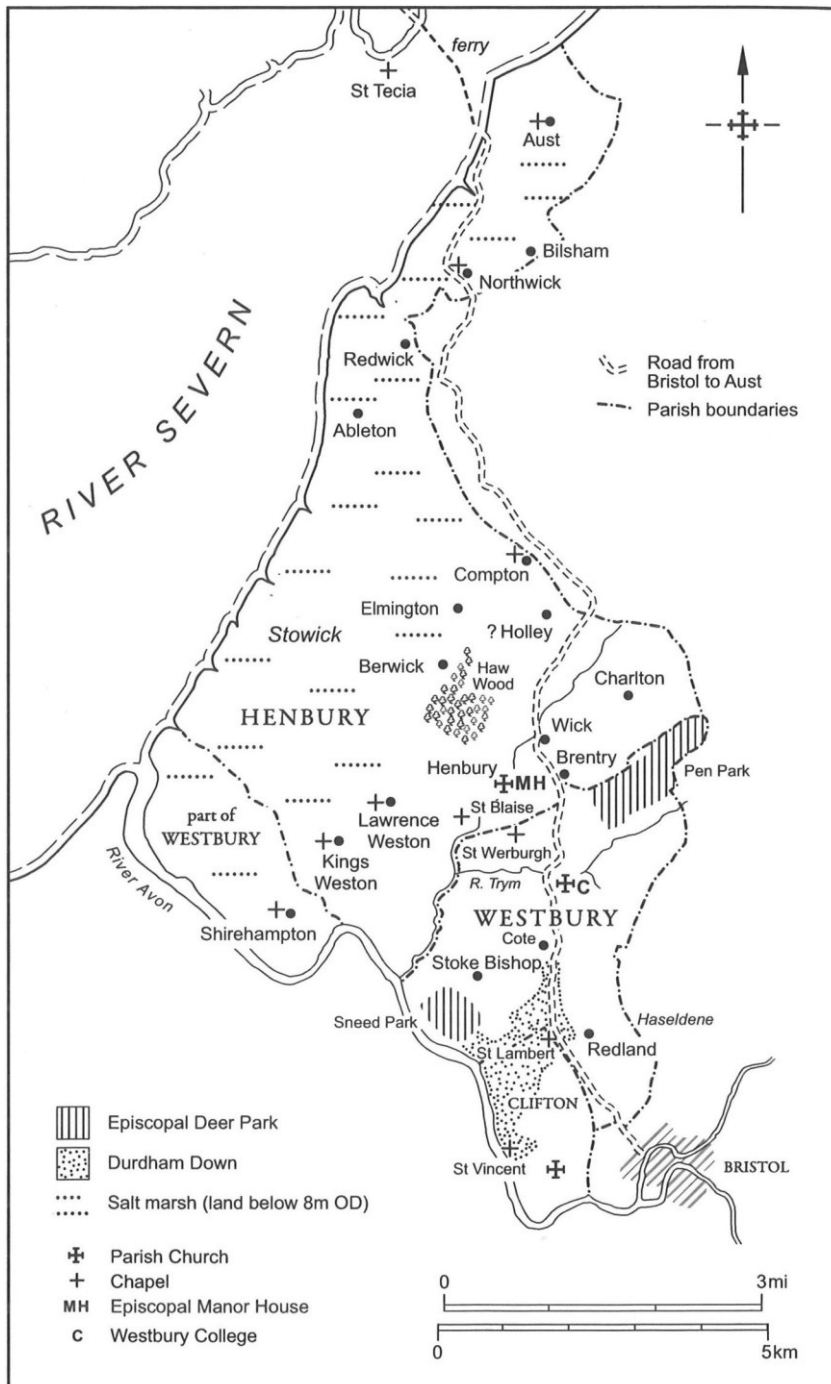 ferry
St Tecia
Aust
Bilsham
Northwick
RIVER SEVERN
Redwick
Road from
Bristol to Aust
Parish boundaries
Ableton
Compton
Elmington
? Holley
Stowick
Berwick
Haw
Wood
Charlton
HENBURY
Wick
Henbury
MH
Brentry
Pen Park
St Blaise
Lawrence
Weston
part of
WESTBURY
St Werburgh
Kings
Weston
River Avon
R. Trym
C
WESTBURY
Shirehampton
Cote
Stoke Bishop
Sneed Park
Haseldene
St Lambert
Redland
CLIFTON
St Vincent
BRISTOL
Episcopal Deer Park
Durdham Down
Salt marsh (land below 8m OD)
Parish Church
Chapel
MH Episcopal Manor House
C Westbury College
0 3mi
0 5km